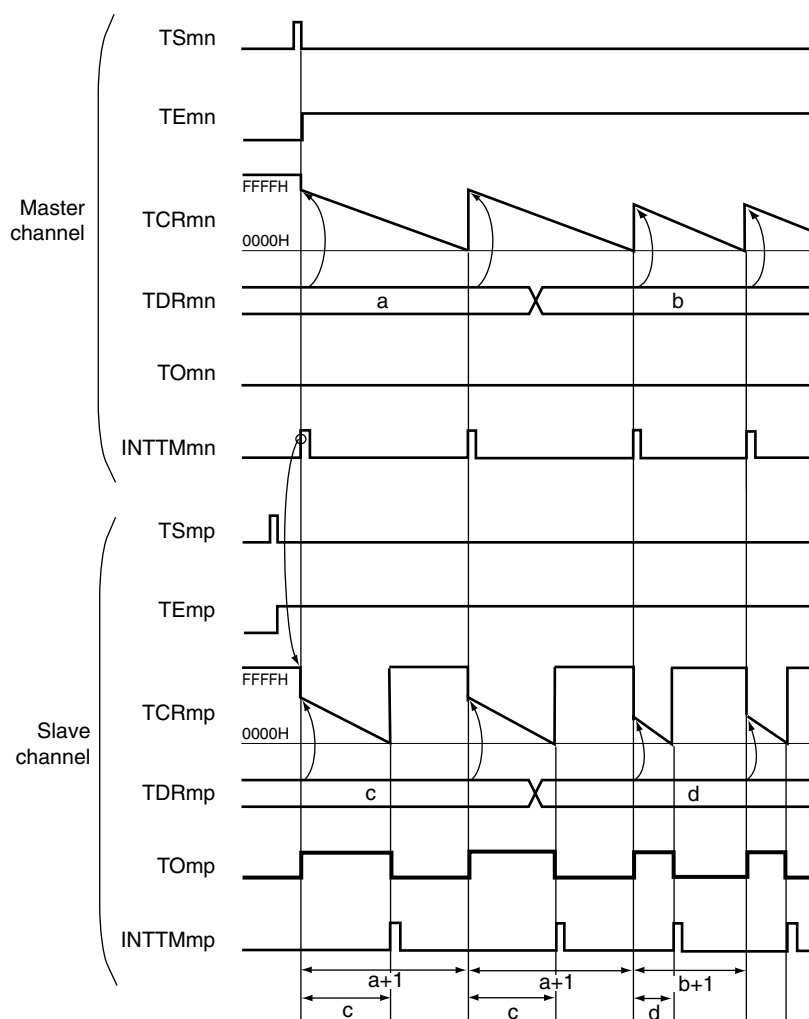 TSmn
TEmn
FFFFH
Master
channel
TCRmn
0000H
TDRmn
a
b
TOmn
INTTMmn
TSmp
TEmp
FFFFH
TCRmp
Slave
channel
0000H
TDRmp
c
d
TOmp
INTTMmp
a+1
a+1
b+1
c
c
d